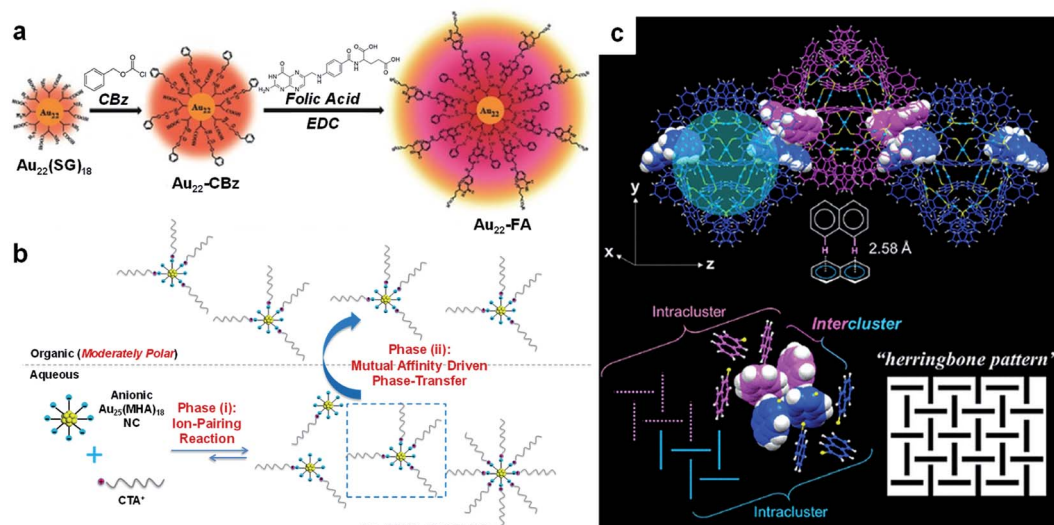 a
CBz
Folic Acid
EDC
Au22
Au22
Au22
Au₂₂(SG)₁₈
Au₂₂-CBz
Au₂₂-FA
b
Organic (Moderately Polar)
Aqueous
Anionic
Au₂₅(MHA)₁₈
NC
+
CTA⁺
Phase (i):
Ion-Pairing
Reaction
Phase (ii):
Mutual Affinity Driven
Phase-Transfer
c
y
x
z
H H
2.58 Å
Intracluster
Intercluster
"herringbone pattern"
Intracluster